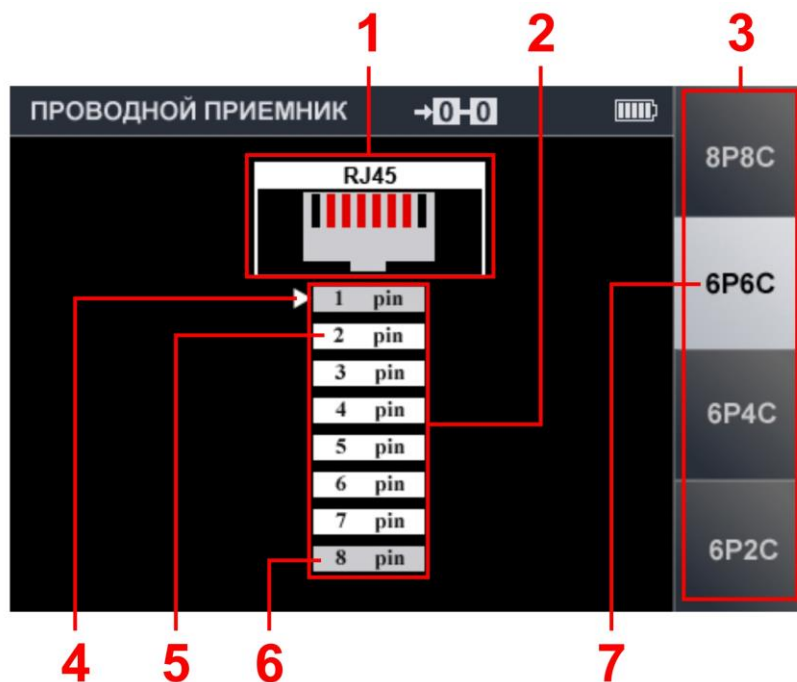 1 2 3
ПРОВОДНОЙ ПРИЕМНИК →0-0
8P8C
RJ45
6P6C
1 pin
2 pin
3 pin
4 pin
6P4C
5 pin
6 pin
7 pin
8 pin
6P2C
4 5 6 7